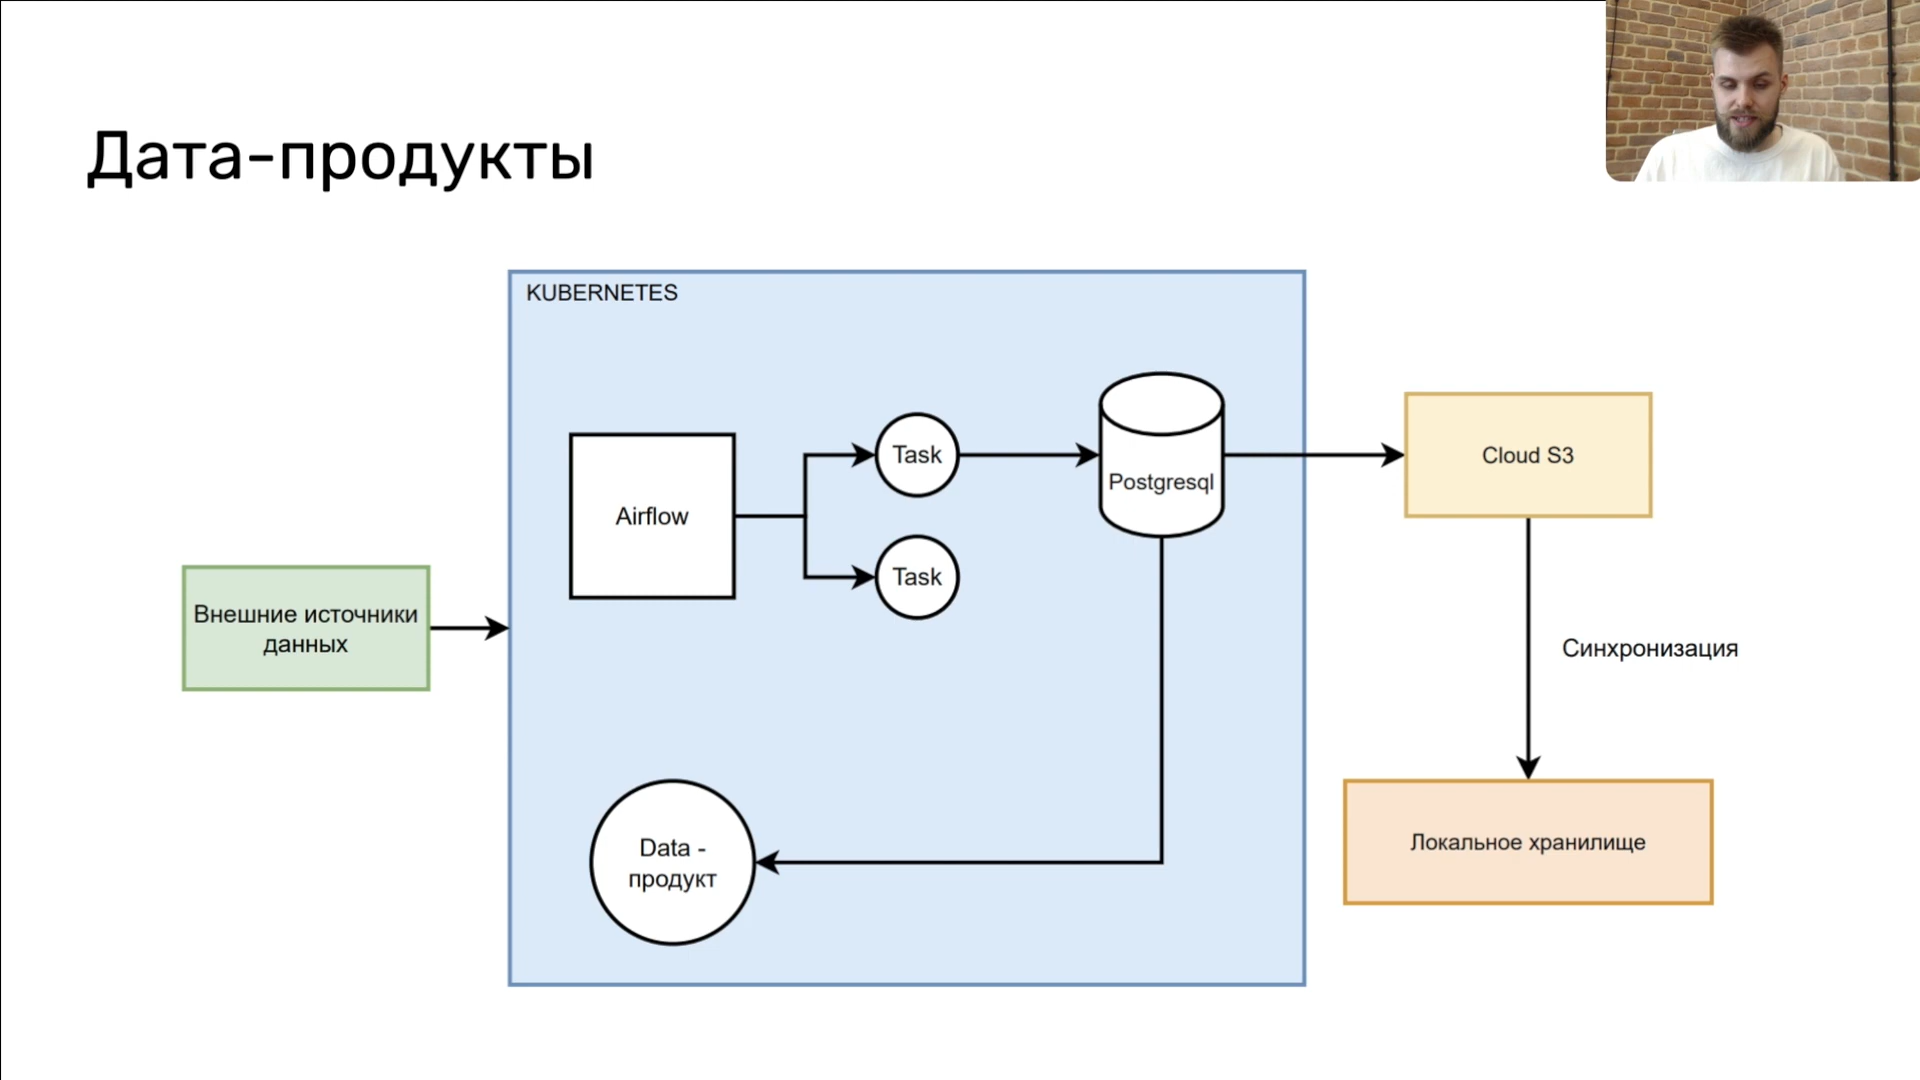 Дата-продукты
KUBERNETES
Airflow
Task
Task
Postgresql
Cloud S3
Внешние источники
данных
Синхронизация
Data -
продукт
Локальное хранилище